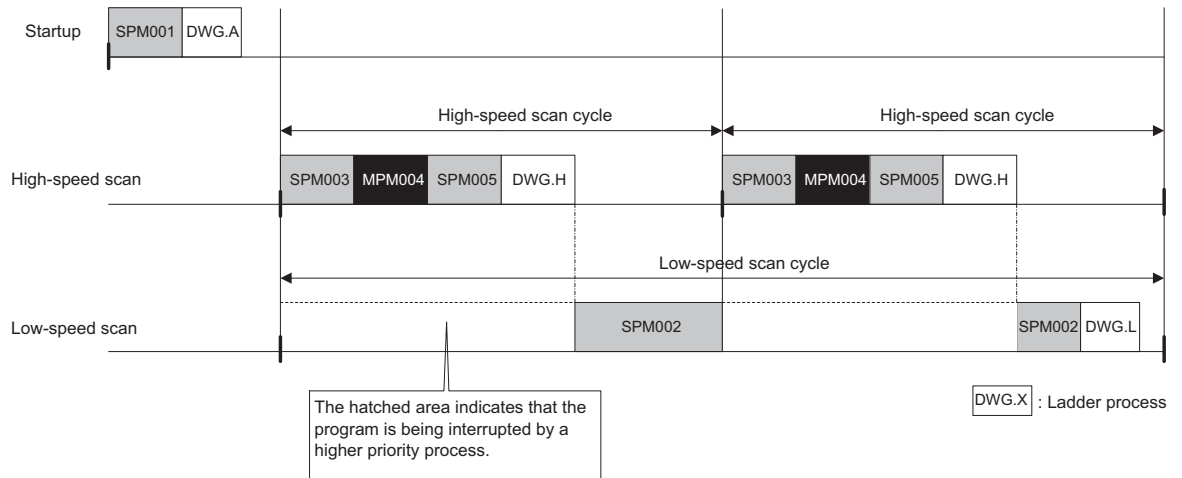 Startup
SPM001 DWG.A
High-speed scan cycle High-speed scan cycle
High-speed scan
SPM003 MPM004 SPM005 DWG.H SPM003 MPM004 SPM005 DWG.H
Low-speed scan cycle
Low-speed scan
SPM002 SPM002 DWG.L
The hatched area indicates that the
program is being interrupted by a
higher priority process.
DWG.X : Ladder process